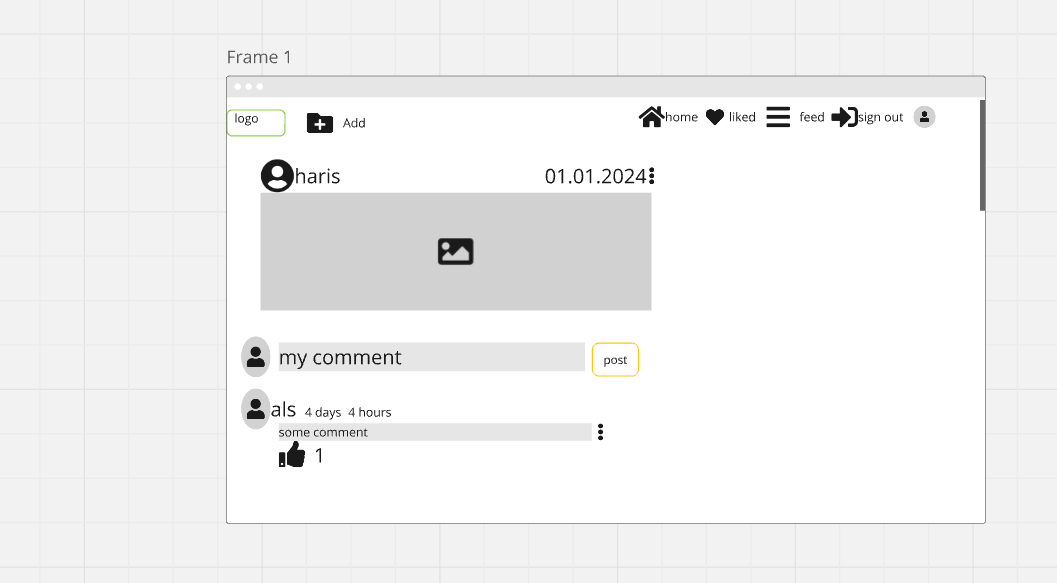 Frame 1
logo
Add
home liked feed sign out
haris 01.01.2024
my comment post
als 4 days 4 hours
some comment
1